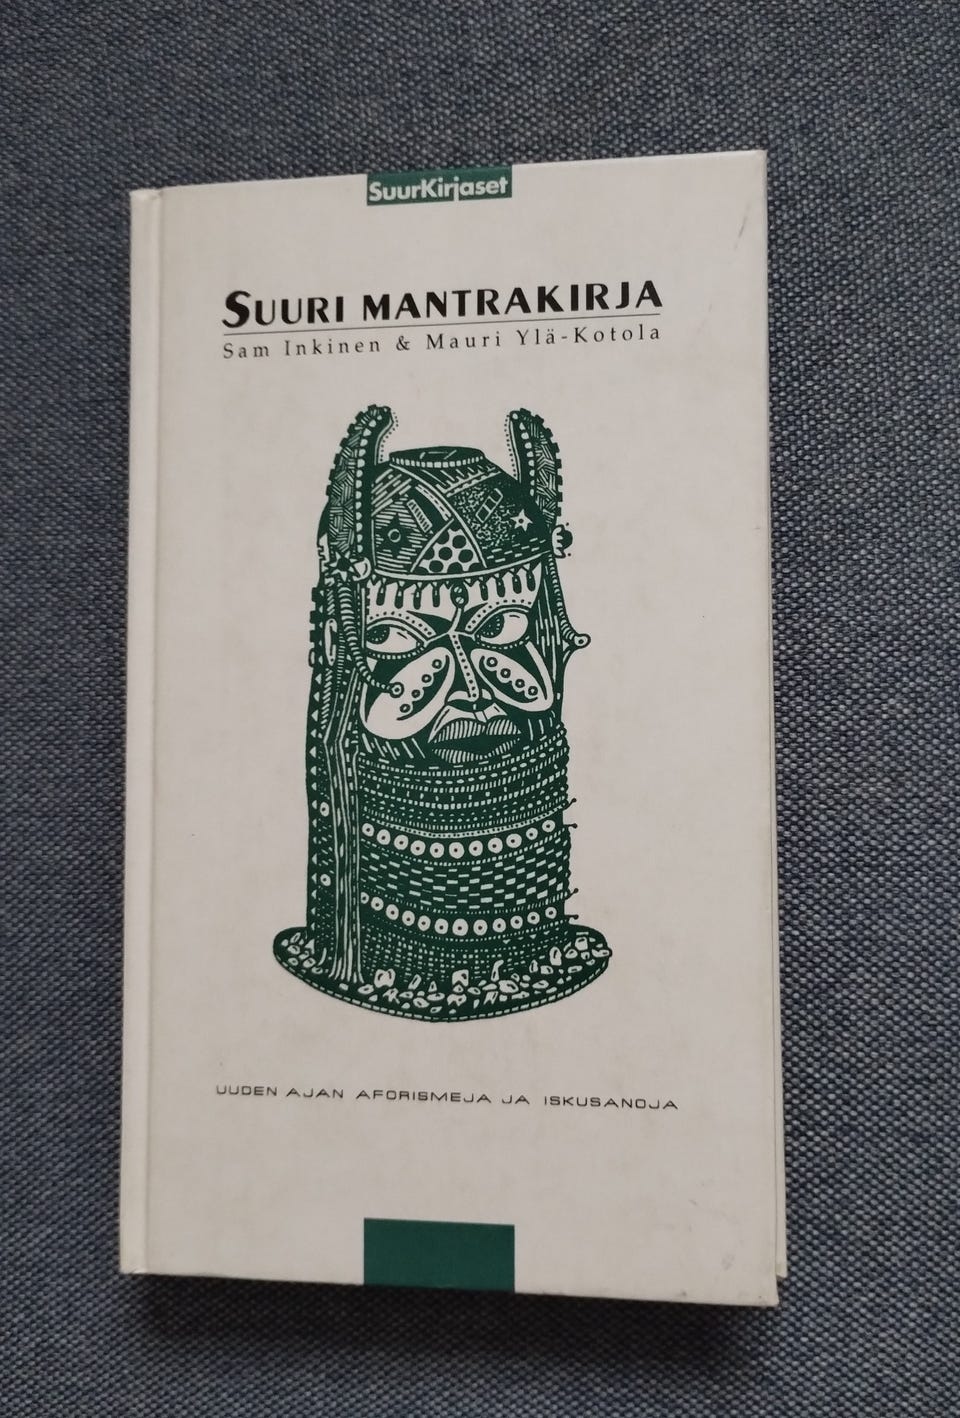 SuurKirjaset
SUURI MANTRAKIRJA
Sam Inkinen & Mauri Ylä-Kotola
UUDEN AJAN AFORISMEJA JA ISKUSANOJA